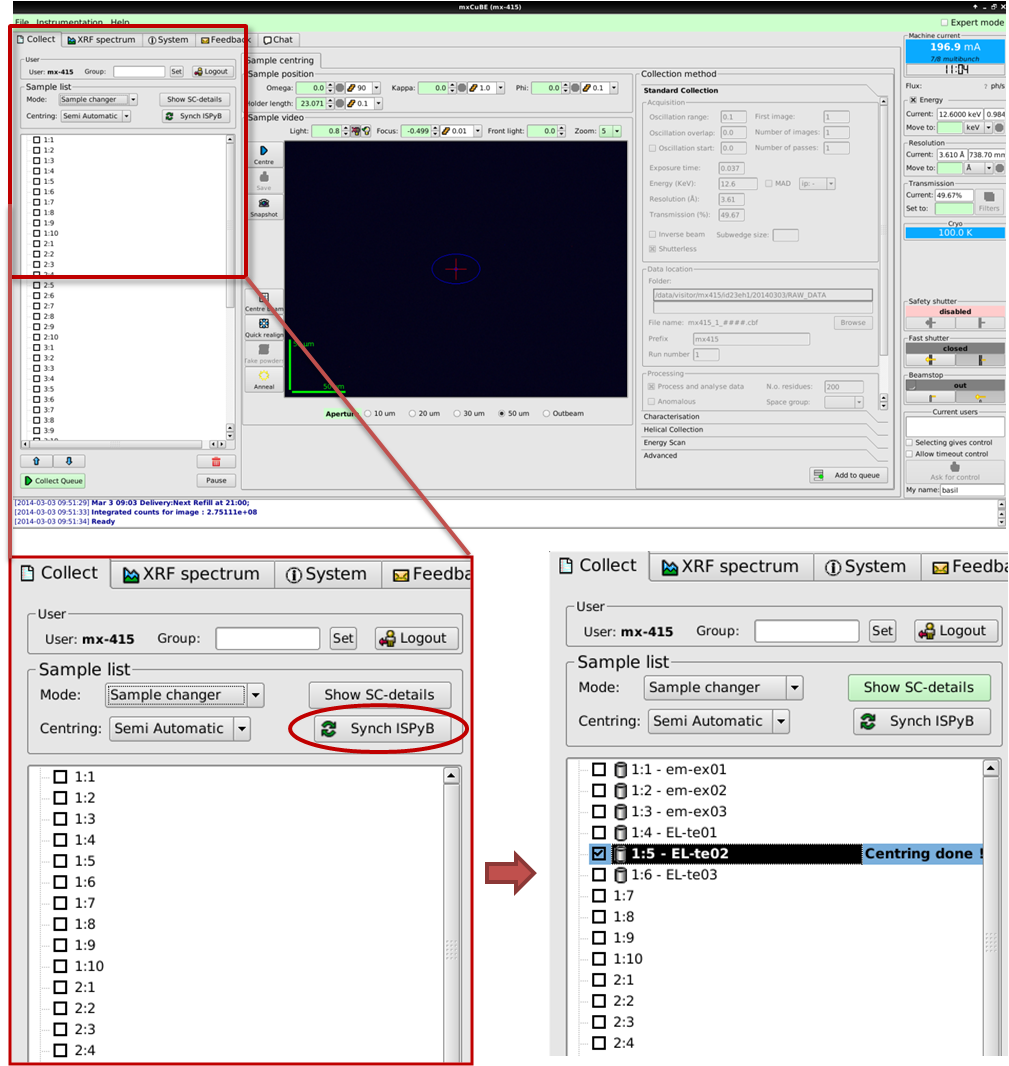 mxCuBE (mx-415)
File Instrumentation Help
Expert mode
Collect XRF spectrum System Feedback Chat
User
User: mx-415 Group: Set Logout
Sample list
Mode: Sample changer Show SC-details
Centring: Semi Automatic Synch ISPyB
1:1
1:2
1:3
1:4
1:5
1:6
1:7
1:8
1:9
1:10
2:1
2:2
2:3
2:4
2:5
2:6
2:7
2:8
2:9
2:10
3:1
3:2
3:3
3:4
3:5
3:6
3:7
3:8
3:9
3:10
Collect Queue Pause
Sample centring
Sample position
Omega: 0.0 90 Kappa: 0.0 1.0 Phi: 0.0 0.1
Holder length: 23.071 0.1
Sample video
Light: 0.8 Focus: -0.499 0.01 Front light: 0.0 Zoom: 5
Centre
Save
Snapshot
Centre beam
Quick realign
Take powders
Anneal
50 um
50 um
Aperture 10 um 20 um 30 um 50 um Outbeam
Collection method
Standard Collection
Acquisition
Oscillation range: 0.1 First image: 1
Oscillation overlap: 0.0 Number of images: 1
Oscillation start: 0.0 Number of passes: 1
Exposure time: 0.037
Energy (KeV): 12.6 MAD ip: -
Resolution (Å): 3.61
Transmission (%): 49.67
Inverse beam Subwedge size:
Shutterless
Data location
Folder:
/data/visitor/mx415/id23eh1/20140303/RAW_DATA
File name: mx415_1_####.cbf Browse
Prefix mx415
Run number 1
Processing
Process and analyse data N.o. residues: 200
Anomalous Space group:
Characterisation
Helical Collection
Energy Scan
Advanced
Add to queue
Machine current
196.9 mA
7/8 multibunch
11:04
Flux: ? ph/s
Energy
Current: 12.6000 keV 0.984
Move to: keV
Resolution
Current: 3.610 Å 738.70 mm
Move to: Å
Transmission
Current: 49.67%
Set to: Filters
Cryo
100.0 K
Safety shutter
disabled
Fast shutter
closed
Beamstop
out
Current users
Selecting gives control
Allow timeout control
Ask for control
My name: basil
[2014-03-03 09:51:29] Mar 3 09:03 Delivery:Next Refill at 21:00;
[2014-03-03 09:51:33] Integrated counts for image : 2.75111e+08
[2014-03-03 09:51:34] Ready
Collect XRF spectrum System Feedba
User
User: mx-415 Group: Set Logout
Sample list
Mode: Sample changer Show SC-details
Centring: Semi Automatic Synch ISPyB
1:1
1:2
1:3
1:4
1:5
1:6
1:7
1:8
1:9
1:10
2:1
2:2
2:3
2:4
Collect XRF spectrum System Feedba
User
User: mx-415 Group: Set Logout
Sample list
Mode: Sample changer Show SC-details
Centring: Semi Automatic Synch ISPyB
1:1 - em-ex01
1:2 - em-ex02
1:3 - em-ex03
1:4 - EL-te01
1:5 - EL-te02 Centring done !
1:6 - EL-te03
1:7
1:8
1:9
1:10
2:1
2:2
2:3
2:4